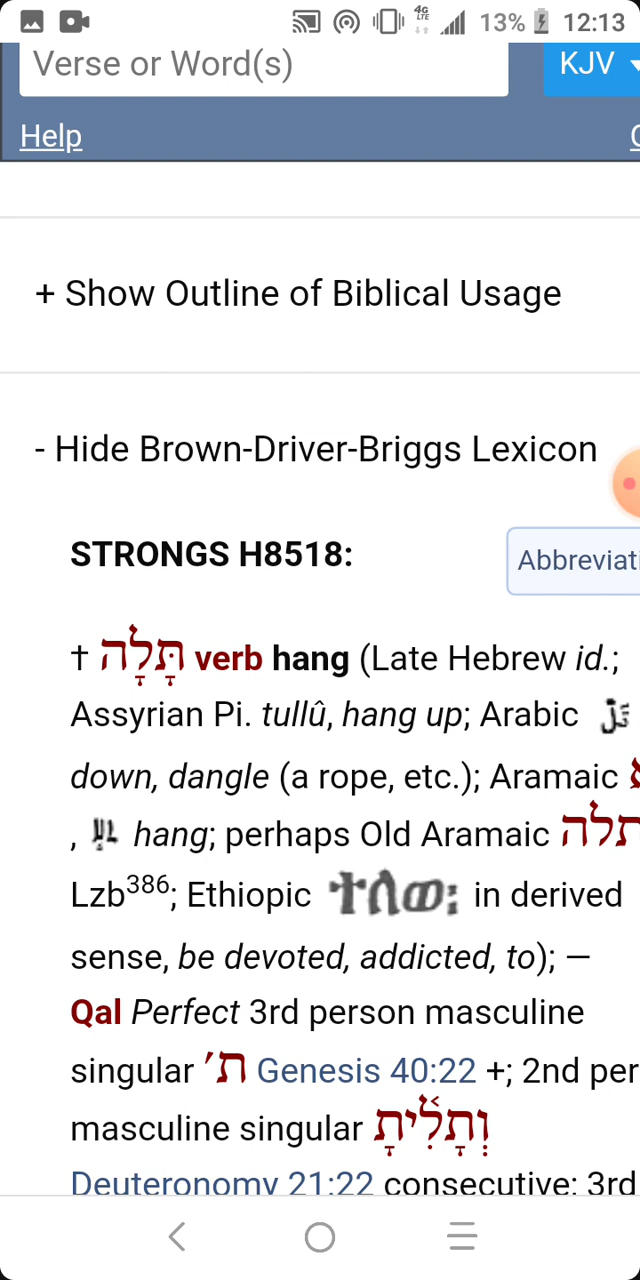 13% 12:13
Verse or Word(s) KJV
Help
+ Show Outline of Biblical Usage
- Hide Brown-Driver-Briggs Lexicon
STRONGS H8518:
Abbreviati
† תָּלָה verb hang (Late Hebrew id.;
Assyrian Pi. tullû, hang up; Arabic
down, dangle (a rope, etc.); Aramaic
, hang; perhaps Old Aramaic תלה
Lzb386; Ethiopic ተለወ: in derived
sense, be devoted, addicted, to); —
Qal Perfect 3rd person masculine
singular ׳ת Genesis 40:22 +; 2nd per
masculine singular וְתָלִ֫יתָ
Deuteronomy 21:22 consecutive; 3rd